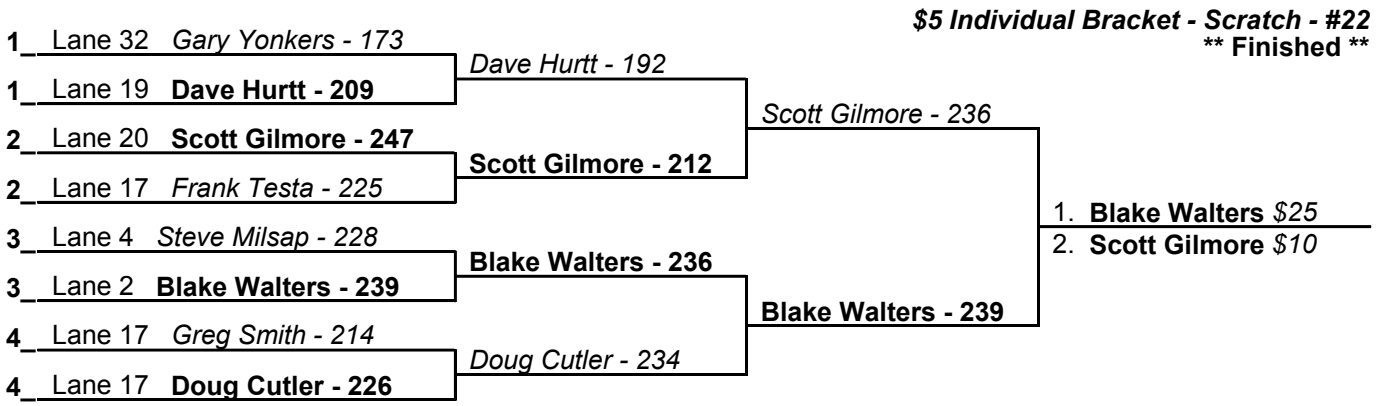 $5 Individual Bracket - Scratch - #22
** Finished **
1_ Lane 32 Gary Yonkers - 173
Dave Hurtt - 192
1_ Lane 19 Dave Hurtt - 209
Scott Gilmore - 236
2_ Lane 20 Scott Gilmore - 247
Scott Gilmore - 212
2_ Lane 17 Frank Testa - 225
1. Blake Walters $25
3_ Lane 4 Steve Milsap - 228
2. Scott Gilmore $10
Blake Walters - 236
3_ Lane 2 Blake Walters - 239
Blake Walters - 239
4_ Lane 17 Greg Smith - 214
Doug Cutler - 234
4_ Lane 17 Doug Cutler - 226